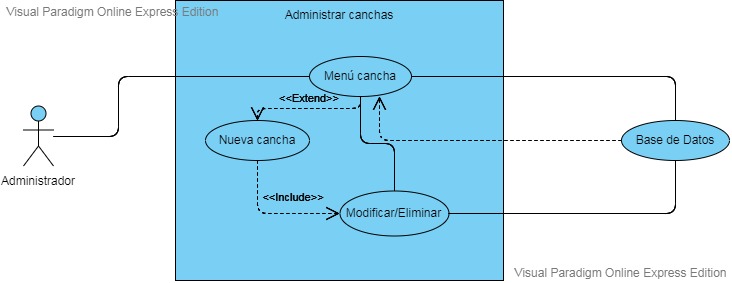 Visual Paradigm Online Express Edition
Administrar canchas
Menú cancha
<<Extend>>
Nueva cancha
Base de Datos
Administrador
<<Include>>
Modificar/Eliminar
Visual Paradigm Online Express Edition